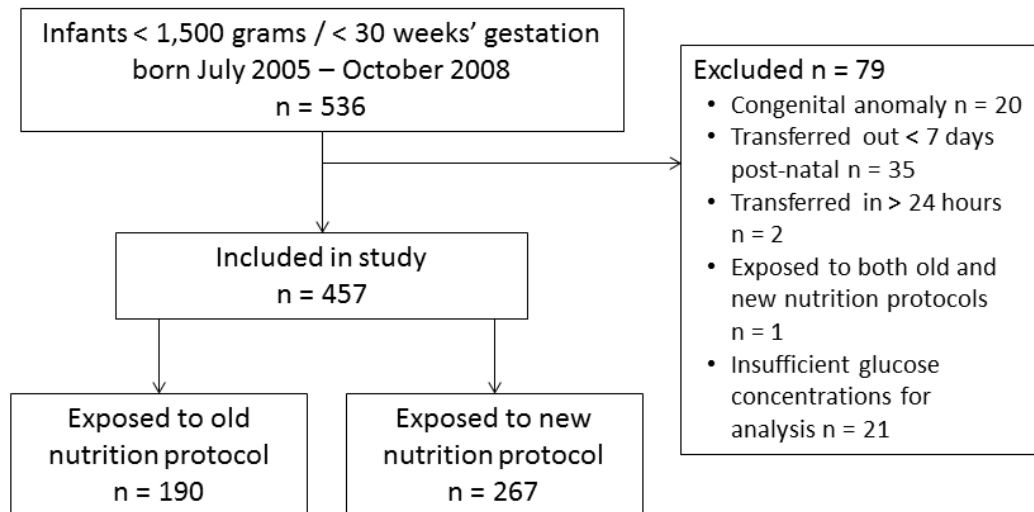 Infants < 1,500 grams / < 30 weeks’ gestation
born July 2005 – October 2008
n = 536
Excluded n = 79
• Congenital anomaly n = 20
• Transferred out < 7 days
post-natal n = 35
• Transferred in > 24 hours
n = 2
• Exposed to both old and
new nutrition protocols
n = 1
• Insufficient glucose
concentrations for
analysis n = 21
Included in study
n = 457
Exposed to old
nutrition protocol
n = 190
Exposed to new
nutrition protocol
n = 267